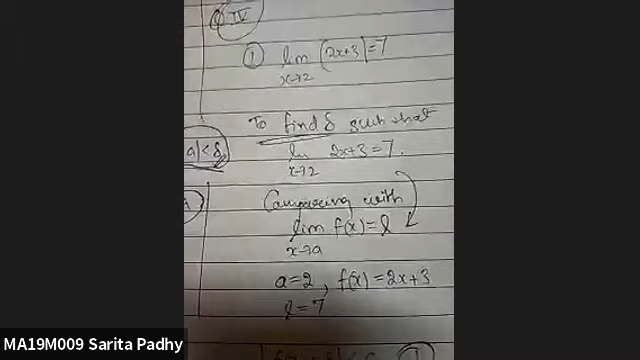 Q IV
① lim (2x+3) = 7
x→2
To find δ such that
a| < δ
lim 2x+3 = 7.
x→2
Comparing with
lim f(x) = l
x→a
a = 2, f(x) = 2x+3
l = 7
MA19M009 Sarita Padhy